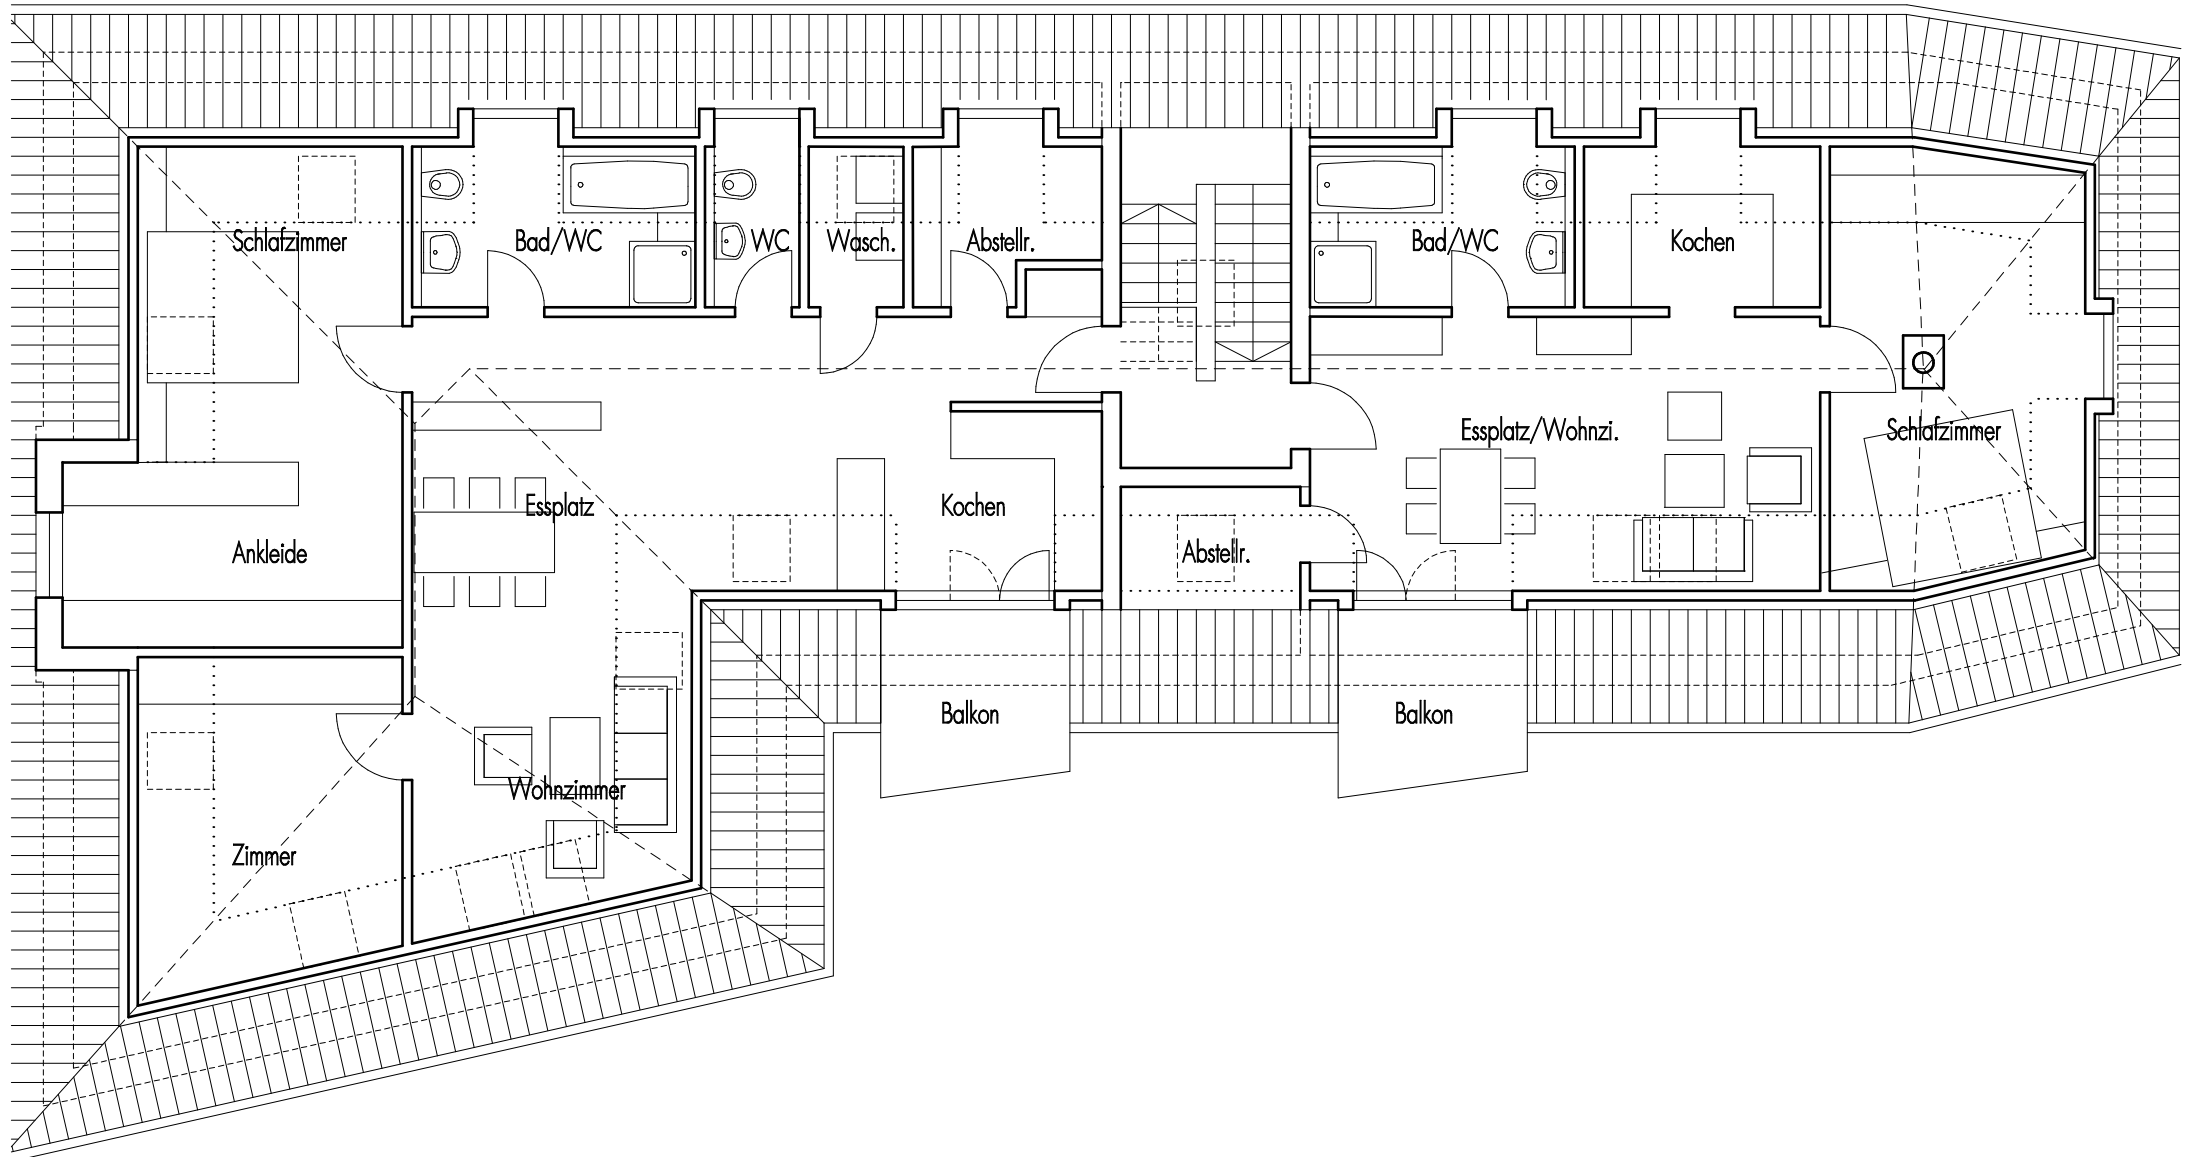 Schlafzimmer
Bad/WC
WC
Wasch.
Abstellr.
Bad/WC
Kochen
Essplatz/Wohnzi.
Schlafzimmer
Essplatz
Kochen
Ankleide
Abstellr.
Balkon
Balkon
Wohnzimmer
Zimmer